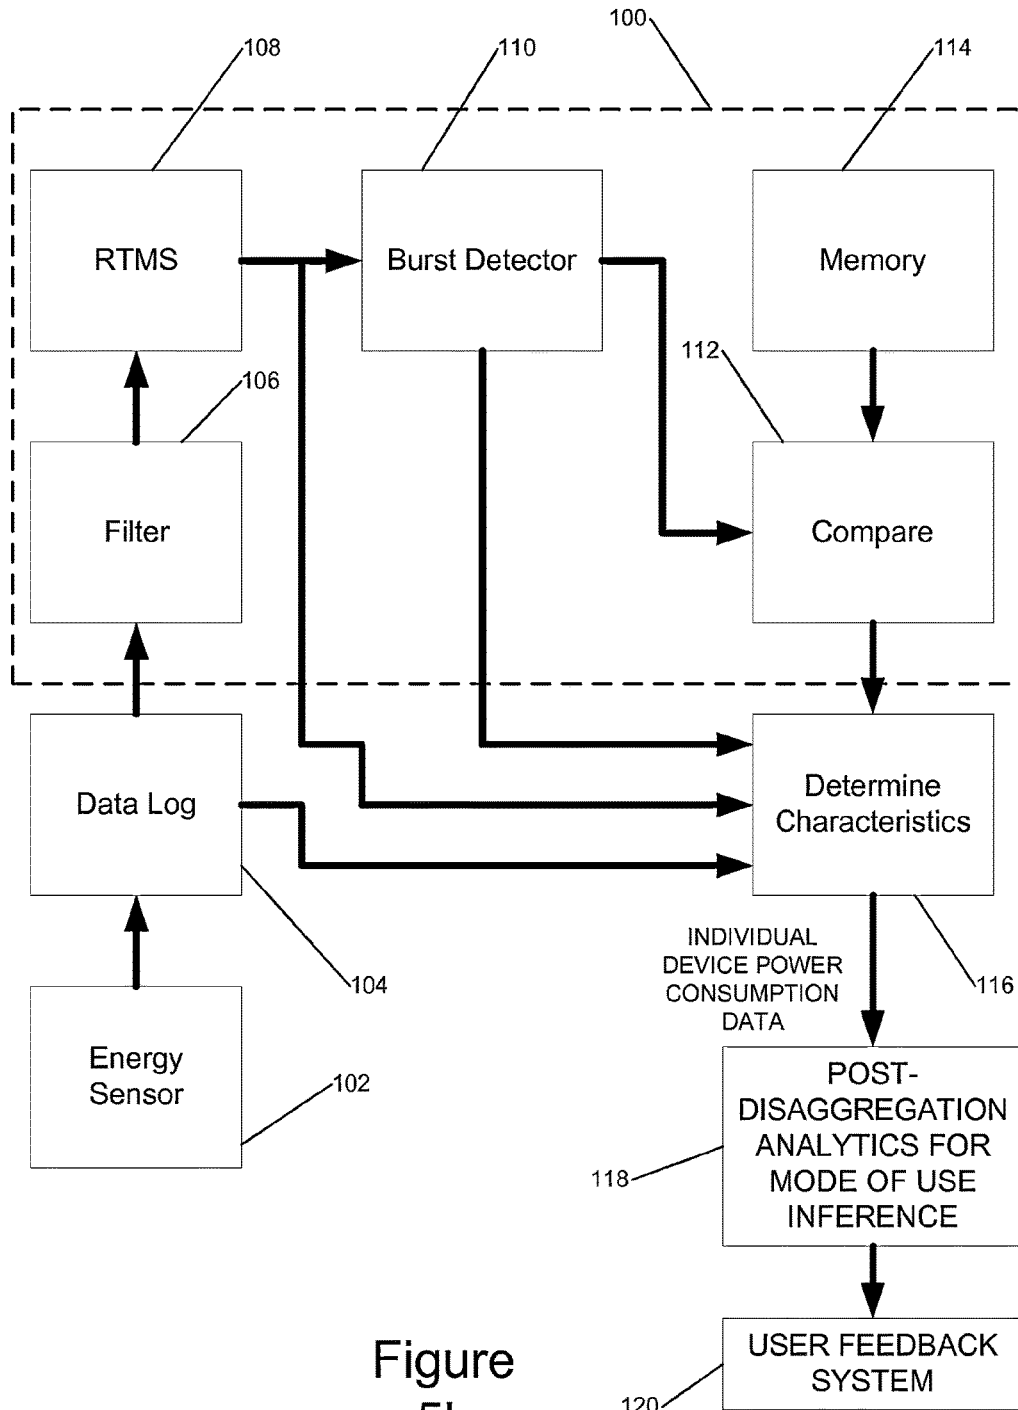 100
108
110
114
RTMS
Burst Detector
Memory
112
106
Filter
Compare
Data Log
Determine
Characteristics
INDIVIDUAL
DEVICE POWER
CONSUMPTION
DATA
104
116
Energy
Sensor
102
POST-
DISAGGREGATION
ANALYTICS FOR
MODE OF USE
INFERENCE
118
Figure
USER FEEDBACK
SYSTEM
120